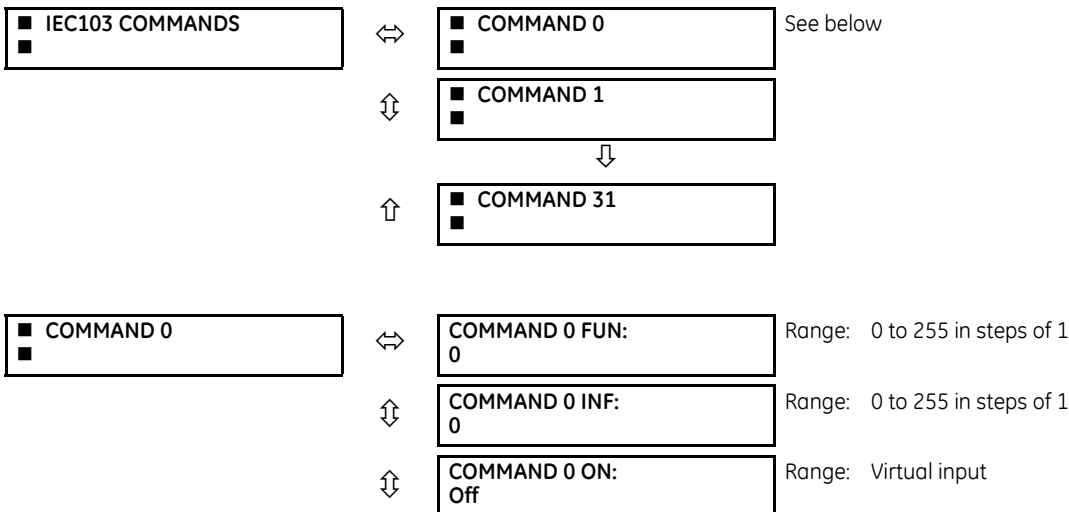 ■ IEC103 COMMANDS
■
⇔
■ COMMAND 0
■
See below
⇕
■ COMMAND 1
■
⇩
⇧
■ COMMAND 31
■
■ COMMAND 0
■
⇔
COMMAND 0 FUN:
0
Range: 0 to 255 in steps of 1
⇕
COMMAND 0 INF:
0
Range: 0 to 255 in steps of 1
⇕
COMMAND 0 ON:
Off
Range: Virtual input